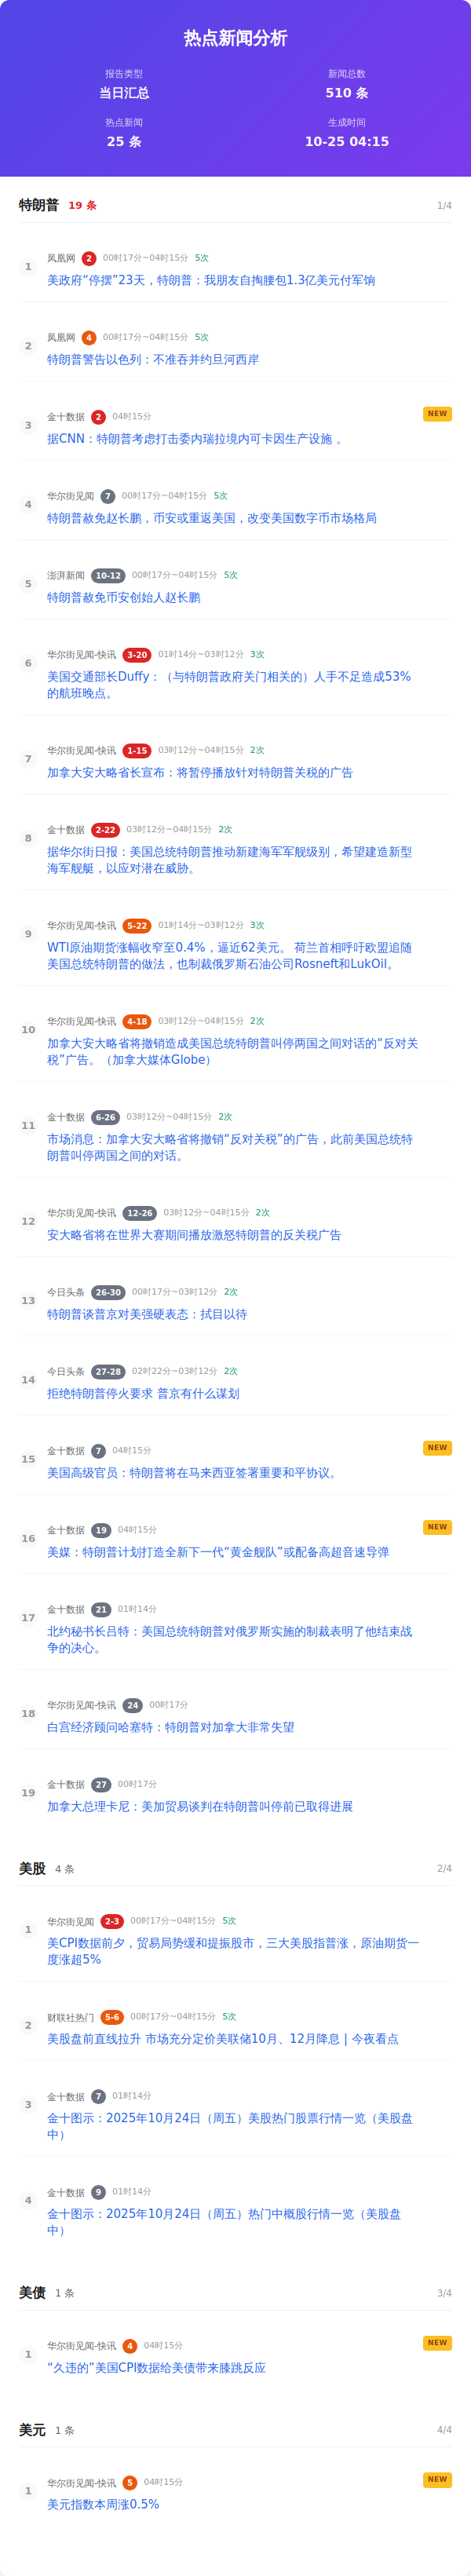 热点新闻分析
报告类型
新闻总数
当日汇总
510 条
热点新闻
生成时间
25 条
10-25 04:15
特朗普 19 条 1/4
1
凤凰网 2 00时17分~04时15分 5次
美政府“停摆”23天，特朗普：我朋友自掏腰包1.3亿美元付军饷
2
凤凰网 4 00时17分~04时15分 5次
特朗普警告以色列：不准吞并约旦河西岸
3
金十数据 2 04时15分 NEW
据CNN：特朗普考虑打击委内瑞拉境内可卡因生产设施 。
4
华尔街见闻 7 00时17分~04时15分 5次
特朗普赦免赵长鹏，币安或重返美国，改变美国数字币市场格局
5
澎湃新闻 10-12 00时17分~04时15分 5次
特朗普赦免币安创始人赵长鹏
6
华尔街见闻-快讯 3-20 01时14分~03时12分 3次
美国交通部长Duffy：（与特朗普政府关门相关的）人手不足造成53%
的航班晚点。
7
华尔街见闻-快讯 1-15 03时12分~04时15分 2次
加拿大安大略省长宣布：将暂停播放针对特朗普关税的广告
8
金十数据 2-22 03时12分~04时15分 2次
据华尔街日报：美国总统特朗普推动新建海军军舰级别，希望建造新型
海军舰艇，以应对潜在威胁。
9
华尔街见闻-快讯 5-22 01时14分~03时12分 3次
WTI原油期货涨幅收窄至0.4%，逼近62美元。 荷兰首相呼吁欧盟追随
美国总统特朗普的做法，也制裁俄罗斯石油公司Rosneft和LukOil。
10
华尔街见闻-快讯 4-18 03时12分~04时15分 2次
加拿大安大略省将撤销造成美国总统特朗普叫停两国之间对话的“反对关
税”广告。（加拿大媒体Globe）
11
金十数据 6-26 03时12分~04时15分 2次
市场消息：加拿大安大略省将撤销“反对关税”的广告，此前美国总统特
朗普叫停两国之间的对话。
12
华尔街见闻-快讯 12-26 03时12分~04时15分 2次
安大略省将在世界大赛期间播放激怒特朗普的反关税广告
13
今日头条 26-30 00时17分~03时12分 2次
特朗普谈普京对美强硬表态：拭目以待
14
今日头条 27-28 02时22分~03时12分 2次
拒绝特朗普停火要求 普京有什么谋划
15
金十数据 7 04时15分 NEW
美国高级官员：特朗普将在马来西亚签署重要和平协议。
16
金十数据 19 04时15分 NEW
美媒：特朗普计划打造全新下一代“黄金舰队”或配备高超音速导弹
17
金十数据 21 01时14分
北约秘书长吕特：美国总统特朗普对俄罗斯实施的制裁表明了他结束战
争的决心。
18
华尔街见闻-快讯 24 00时17分
白宫经济顾问哈塞特：特朗普对加拿大非常失望
19
金十数据 27 00时17分
加拿大总理卡尼：美加贸易谈判在特朗普叫停前已取得进展
美股 4 条 2/4
1
华尔街见闻 2-3 00时17分~04时15分 5次
美CPI数据前夕，贸易局势缓和提振股市，三大美股指普涨，原油期货一
度涨超5%
2
财联社热门 5-6 00时17分~04时15分 5次
美股盘前直线拉升 市场充分定价美联储10月、12月降息 | 今夜看点
3
金十数据 7 01时14分
金十图示：2025年10月24日（周五）美股热门股票行情一览（美股盘
中）
4
金十数据 9 01时14分
金十图示：2025年10月24日（周五）热门中概股行情一览（美股盘
中）
美债 1 条 3/4
1
华尔街见闻-快讯 4 04时15分 NEW
“久违的”美国CPI数据给美债带来膝跳反应
美元 1 条 4/4
1
华尔街见闻-快讯 5 04时15分 NEW
美元指数本周涨0.5%